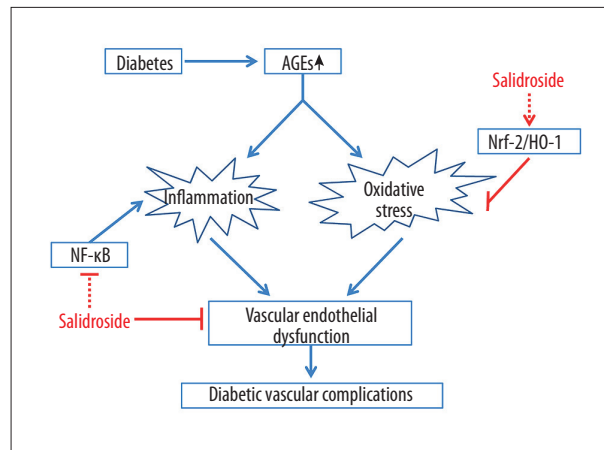 Diabetes
AGEs
Salidroside
Nrf-2/HO-1
Inflammation
Oxidative
stress
NF-κB
Salidroside
Vascular endothelial
dysfunction
Diabetic vascular complications